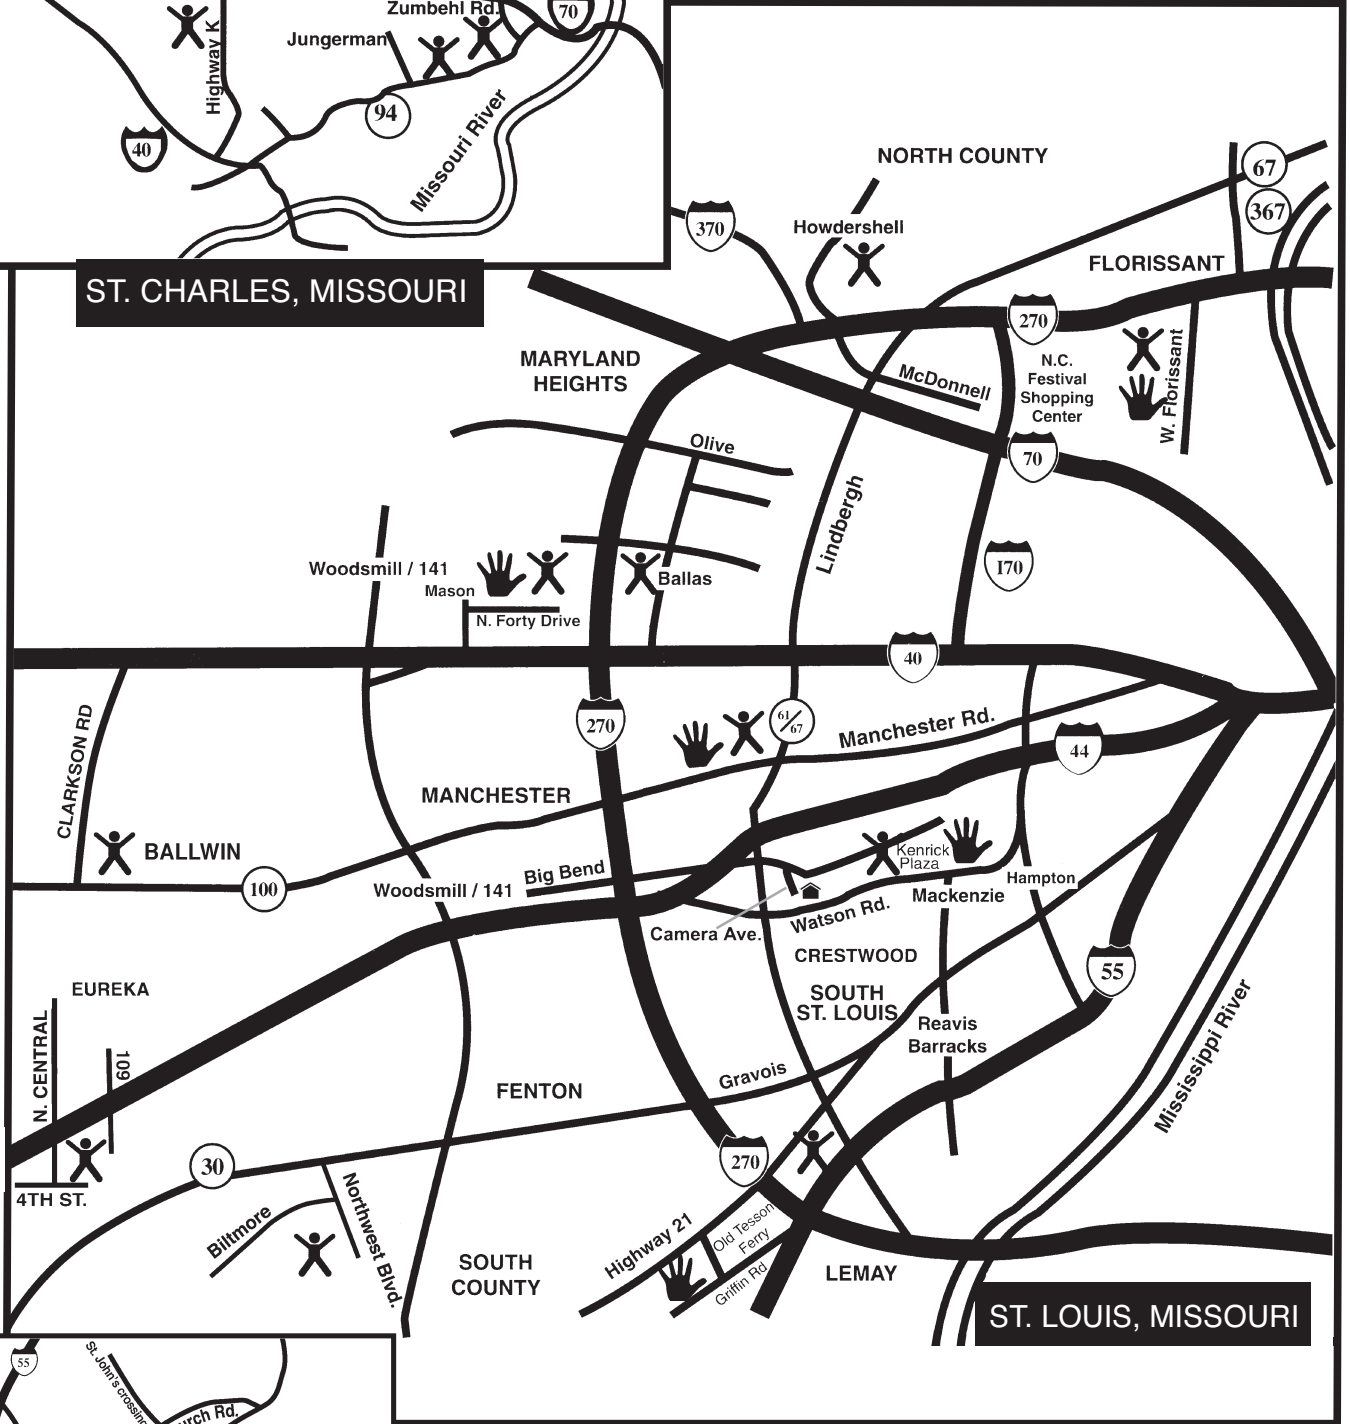 Zumbehl Rd.
70
Jungerman
Highway K
94
40
Missouri River
ST. CHARLES, MISSOURI
NORTH COUNTY
67
367
370
Howdershell
FLORISSANT
270
MARYLAND
HEIGHTS
N.C.
Festival
Shopping
Center
W. Florissant
McDonnell
70
Olive
Lindbergh
I70
Woodsmill / 141
Mason
N. Forty Drive
Ballas
40
CLARKSON RD
270
61/67
Manchester Rd.
44
MANCHESTER
BALLWIN
100
Woodsmill / 141
Big Bend
Kenrick
Plaza
Mackenzie
Hampton
Camera Ave.
Watson Rd.
CRESTWOOD
SOUTH
ST. LOUIS
55
EUREKA
N. CENTRAL
109
Reavis
Barracks
Mississippi River
FENTON
Gravois
4TH ST.
30
270
Biltmore
Northwest Blvd.
SOUTH
COUNTY
Highway 21
Old Tesson
Ferry
Griffin Rd
LEMAY
ST. LOUIS, MISSOURI
55
St. John's crossing
urch Rd.